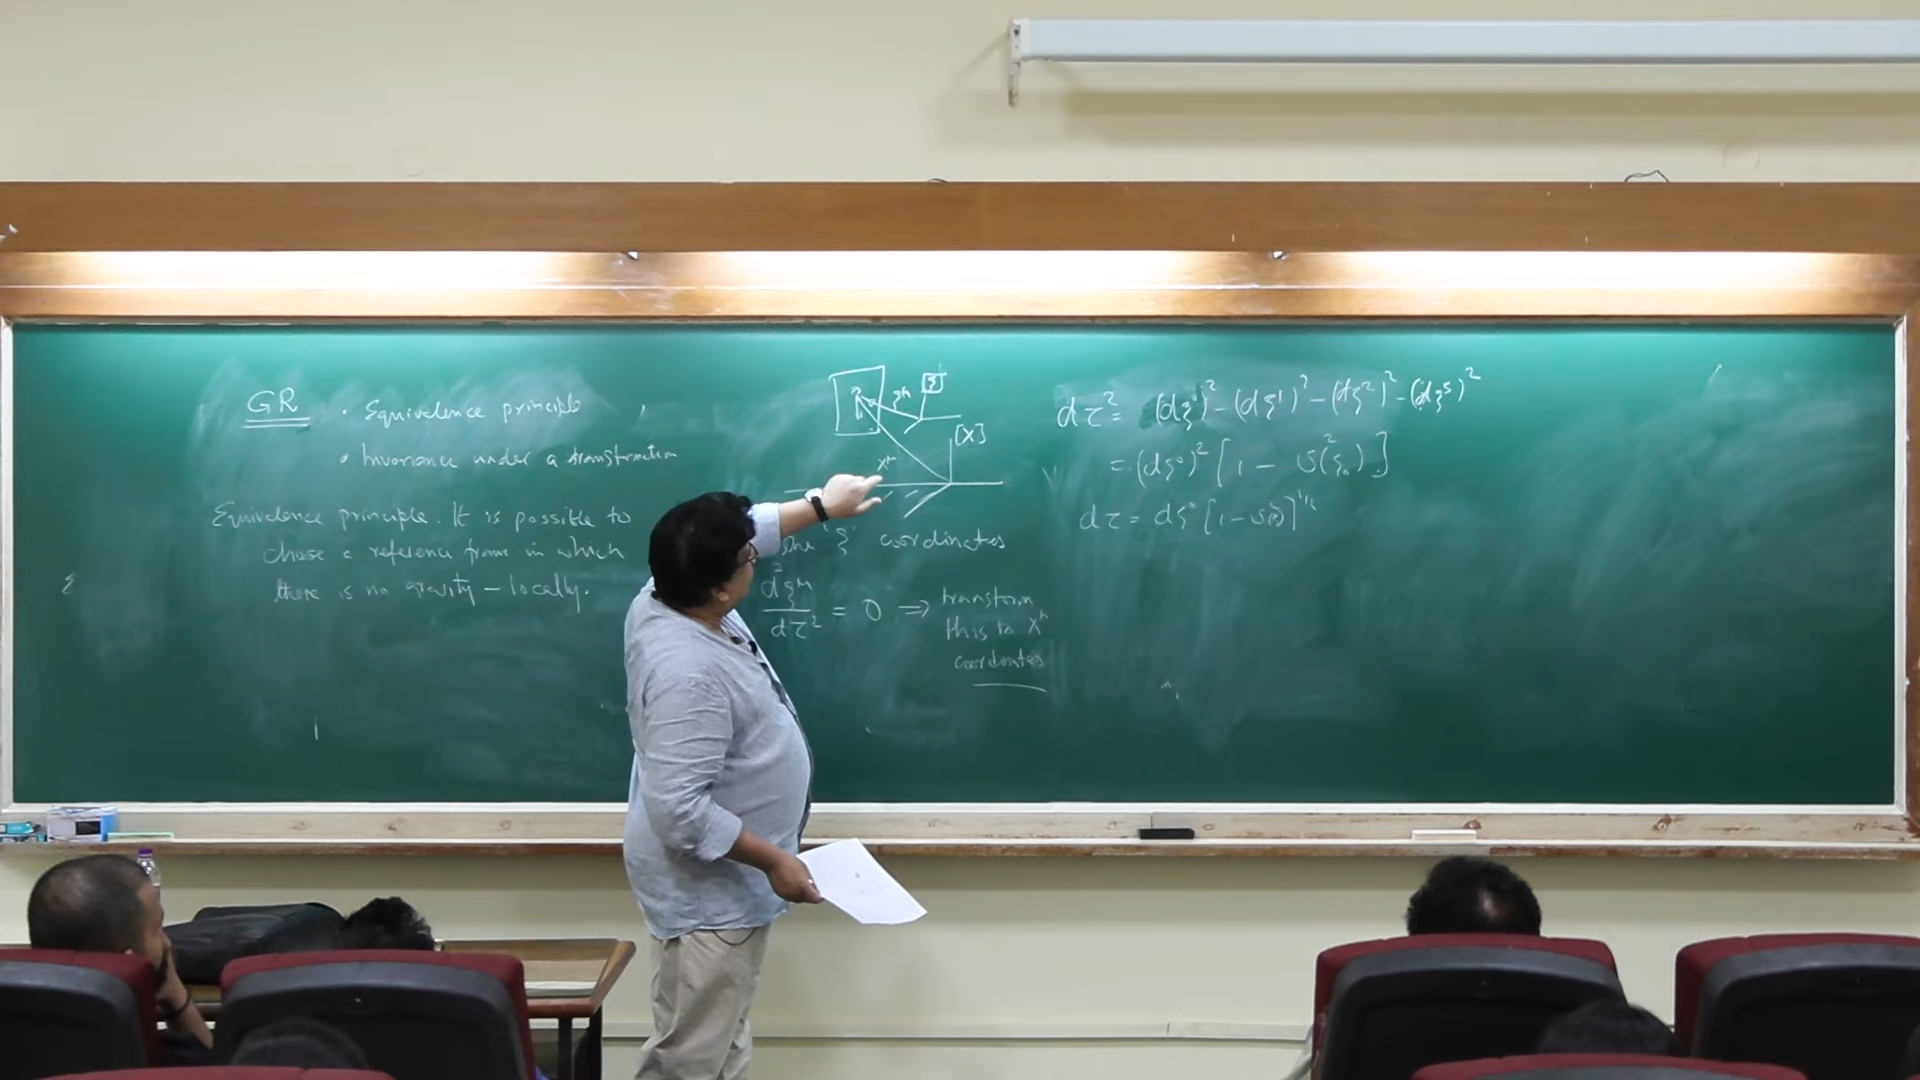 GR
• Equivalence principle
• Invariance under a transformation
Equivalence principle. It is possible to
choose a reference frame in which
there is no gravity – locally.
ξ
P
ξ^μ
[ξ]
[X]
X^μ
the 'ξ' coordinates
d²ξ^μ/dτ² = 0 ⇒ transform
this to X^μ
coordinates
dτ² = (dξ⁰)² - (dξ¹)² - (dξ²)² - (dξ³)²
= (dξ⁰)² [1 - v²(ξ₀)]
dτ = dξ⁰ [1 - v²]^1/2